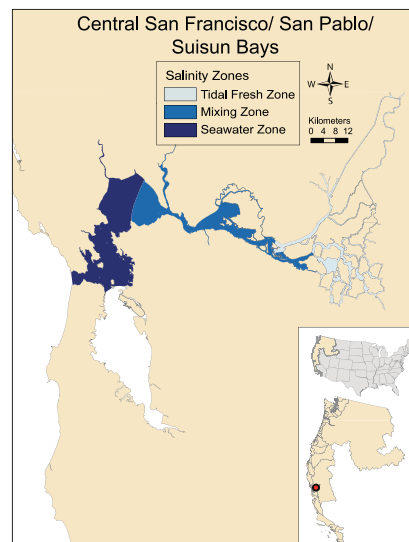 Central San Francisco/ San Pablo/
Suisun Bays
Salinity Zones
Tidal Fresh Zone
Mixing Zone
Seawater Zone
N
W E
S
Kilometers
0 4 8 12